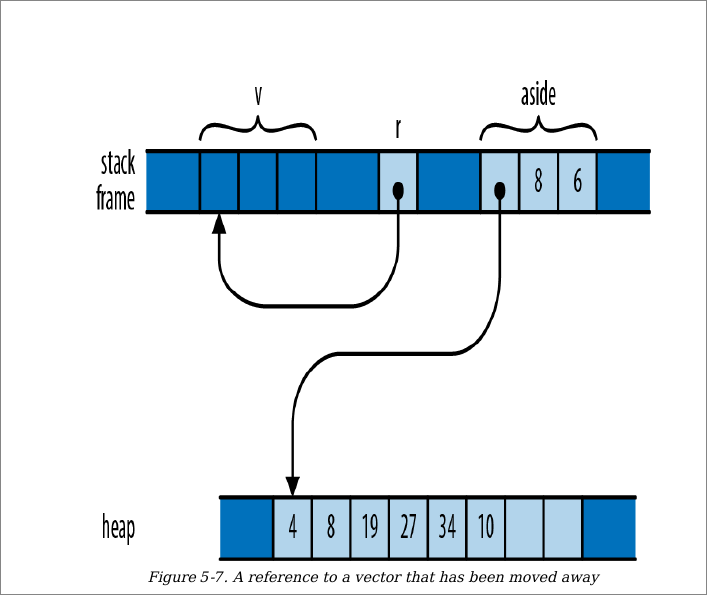 v
aside
r
stack
frame
8 6
heap
4 8 19 27 34 10
Figure 5-7. A reference to a vector that has been moved away